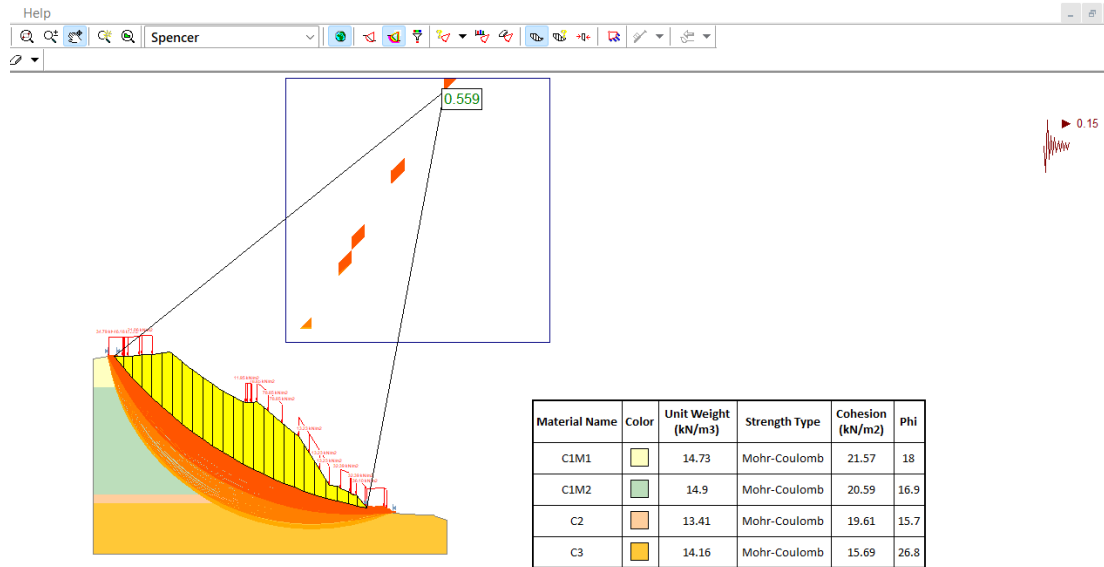 Help
Spencer
0.559
0.15
Material Name Color Unit Weight (kN/m3) Strength Type Cohesion (kN/m2) Phi
C1M1 14.73 Mohr-Coulomb 21.57 18
C1M2 14.9 Mohr-Coulomb 20.59 16.9
C2 13.41 Mohr-Coulomb 19.61 15.7
C3 14.16 Mohr-Coulomb 15.69 26.8